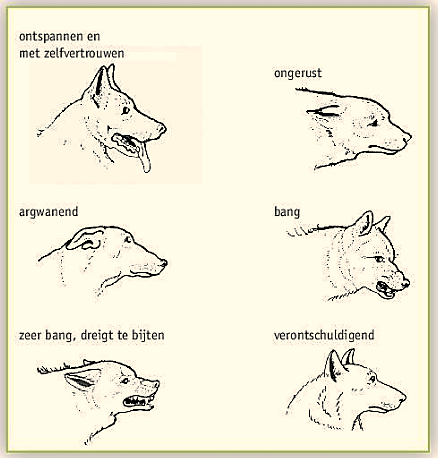 ontspannen en
met zelfvertrouwen
ongerust
argwanend
bang
zeer bang, dreigt te bijten
verontschuldigend